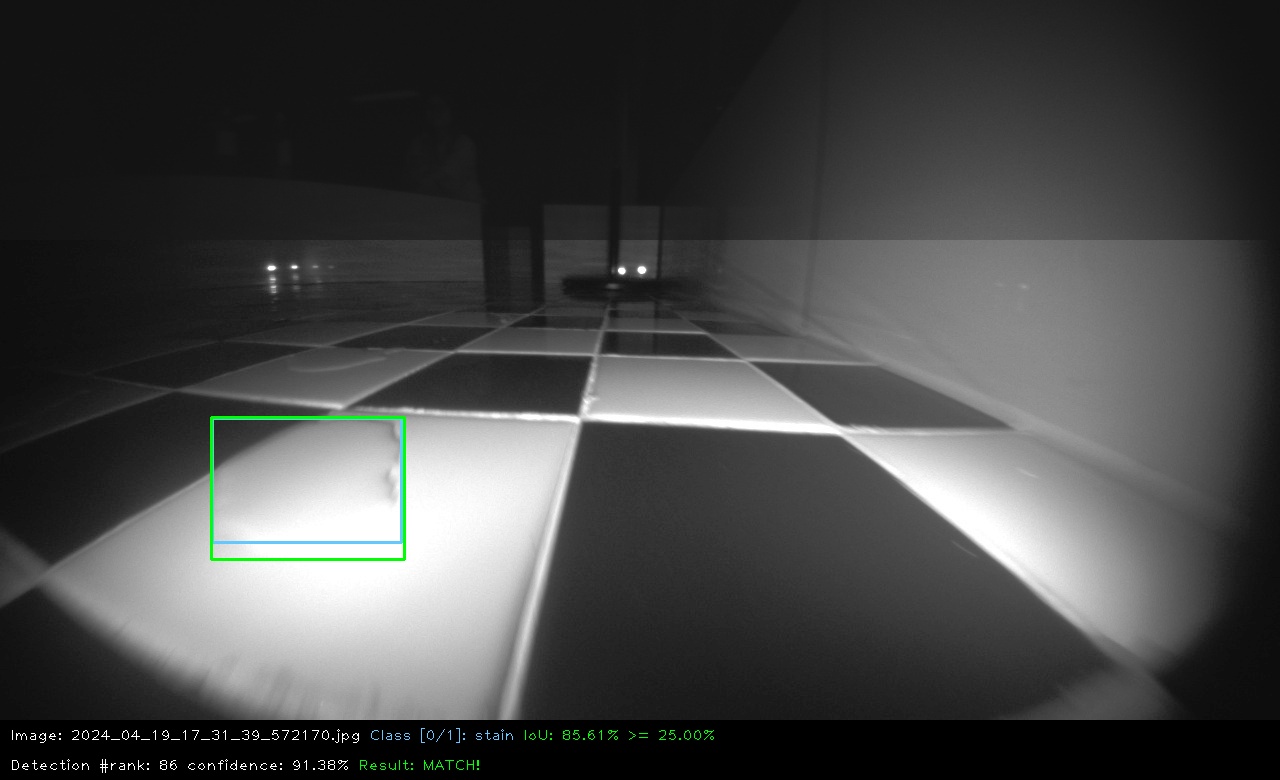 Image: 2024_04_19_17_31_39_572170.jpg Class [0/1]: stain IoU: 85.61% >= 25.00%
Detection #rank: 86 confidence: 91.38% Result: MATCH!